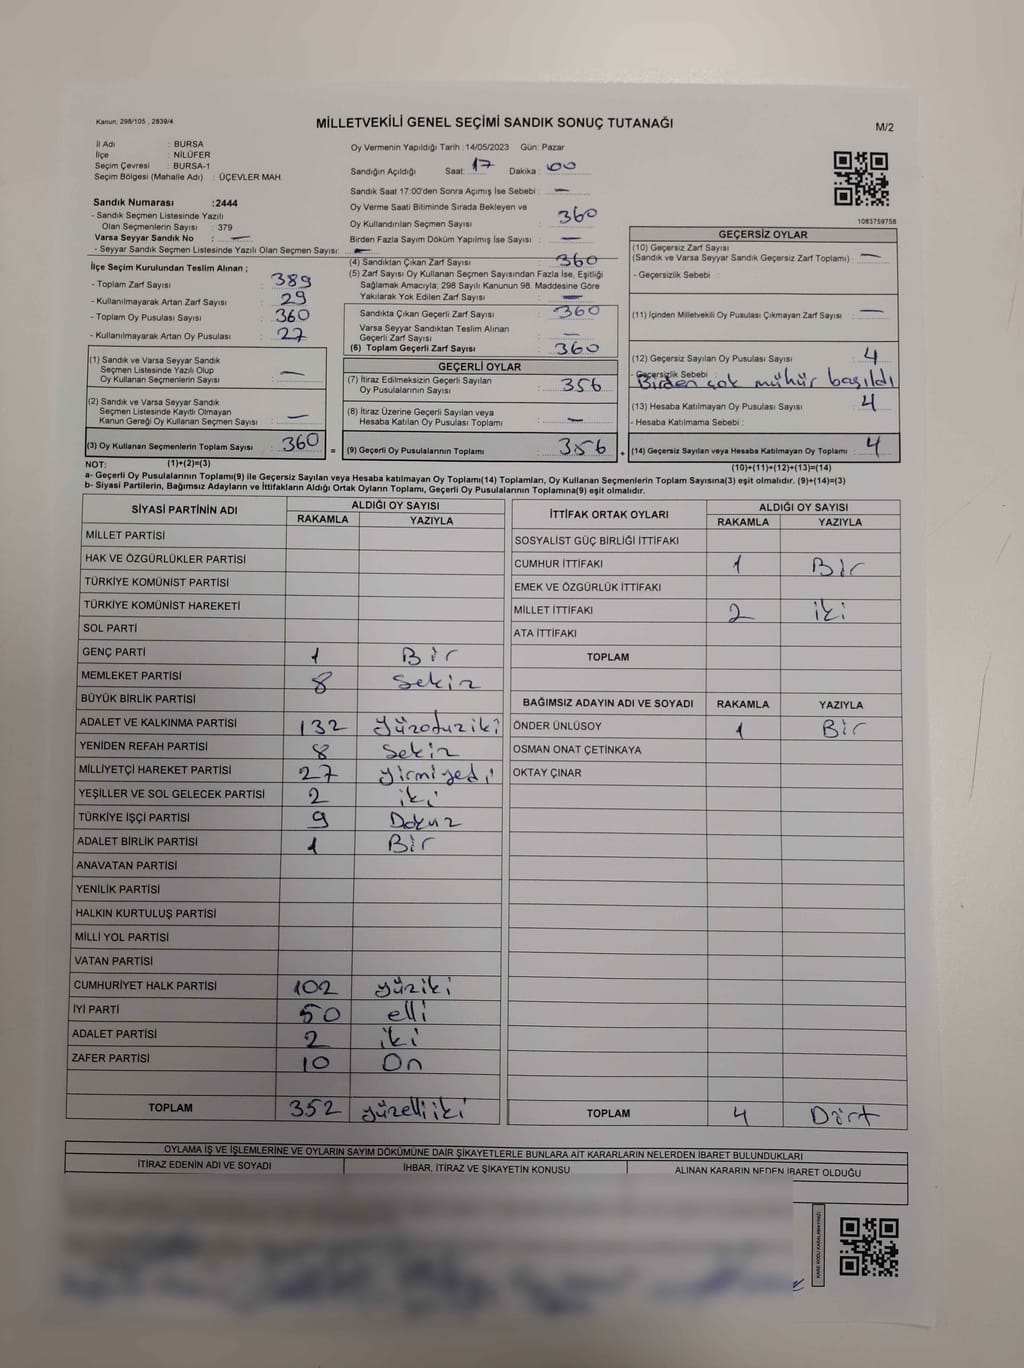 Kanun; 298/105 , 2839/4
MİLLETVEKİLİ GENEL SEÇİMİ SANDIK SONUÇ TUTANAĞI
M/2
İl Adı : BURSA
İlçe : NİLÜFER
Seçim Çevresi : BURSA-1
Seçim Bölgesi (Mahalle Adı) : ÜÇEVLER MAH.
Sandık Numarası :2444
- Sandık Seçmen Listesinde Yazılı
Olan Seçmenlerin Sayısı : 379
Varsa Seyyar Sandık No : —
- Seyyar Sandık Seçmen Listesinde Yazılı Olan Seçmen Sayısı: —
İlçe Seçim Kurulundan Teslim Alınan ;
- Toplam Zarf Sayısı : 389
- Kullanılmayarak Artan Zarf Sayısı : 29
- Toplam Oy Pusulası Sayısı : 360
- Kullanılmayarak Artan Oy Pusulası : 27
(1) Sandık ve Varsa Seyyar Sandık
Seçmen Listesinde Yazılı Olup
Oy Kullanan Seçmenlerin Sayısı : —
(2) Sandık ve Varsa Seyyar Sandık
Seçmen Listesinde Kayıtlı Olmayan
Kanun Gereği Oy Kullanan Seçmen Sayısı : —
(3) Oy Kullanan Seçmenlerin Toplam Sayısı : 360
Oy Vermenin Yapıldığı Tarih :14/05/2023 Gün: Pazar
Sandığın Açıldığı Saat: 17 Dakika : 00
Sandık Saat 17:00'den Sonra Açımış İse Sebebi : —
Oy Verme Saati Bitiminde Sırada Bekleyen ve
Oy Kullandırılan Seçmen Sayısı : 360
Birden Fazla Sayım Döküm Yapılmış İse Sayısı : —
(4) Sandıktan Çıkan Zarf Sayısı : 360
(5) Zarf Sayısı Oy Kullanan Seçmen Sayısından Fazla İse, Eşitliği
Sağlamak Amacıyla; 298 Sayılı Kanunun 98. Maddesine Göre
Yakılarak Yok Edilen Zarf Sayısı : —
Sandıkta Çıkan Geçerli Zarf Sayısı : 360
Varsa Seyyar Sandıktan Teslim Alınan
Geçerli Zarf Sayısı : —
(6) Toplam Geçerli Zarf Sayısı : 360
GEÇERLİ OYLAR
(7) İtiraz Edilmeksizin Geçerli Sayılan
Oy Pusulalarının Sayısı : 356
(8) İtiraz Üzerine Geçerli Sayılan veya
Hesaba Katılan Oy Pusulası Toplamı : —
= (9) Geçerli Oy Pusulalarının Toplamı : 356 +
1083759758
GEÇERSİZ OYLAR
(10) Geçersiz Zarf Sayısı
(Sandık ve Varsa Seyyar Sandık Geçersiz Zarf Toplamı) : —
- Geçersizlik Sebebi :
(11) İçinden Milletvekili Oy Pusulası Çıkmayan Zarf Sayısı : —
(12) Geçersiz Sayılan Oy Pusulası Sayısı : 4
- Geçersizlik Sebebi :
Birden çok mühür basıldı
(13) Hesaba Katılmayan Oy Pusulası Sayısı : 4
- Hesaba Katılmama Sebebi :
(14) Geçersiz Sayılan veya Hesaba Katılmayan Oy Toplamı : 4
NOT: (1)+(2)=(3)
(10)+(11)+(12)+(13)=(14)
a- Geçerli Oy Pusulalarının Toplamı(9) ile Geçersiz Sayılan veya Hesaba katılmayan Oy Toplamı(14) Toplamları, Oy Kullanan Seçmenlerin Toplam Sayısına(3) eşit olmalıdır. (9)+(14)=(3)
b- Siyasi Partilerin, Bağımsız Adayların ve İttifakların Aldığı Ortak Oyların Toplamı, Geçerli Oy Pusulalarının Toplamına(9) eşit olmalıdır.
SİYASİ PARTİNİN ADI
ALDIĞI OY SAYISI
RAKAMLA YAZIYLA
MİLLET PARTİSİ
HAK VE ÖZGÜRLÜKLER PARTİSİ
TÜRKİYE KOMÜNİST PARTİSİ
TÜRKİYE KOMÜNİST HAREKETİ
SOL PARTİ
GENÇ PARTİ 1 Bir
MEMLEKET PARTİSİ 8 Sekiz
BÜYÜK BİRLİK PARTİSİ
ADALET VE KALKINMA PARTİSİ 132 yüzotuziki
YENİDEN REFAH PARTİSİ 8 Sekiz
MİLLİYETÇİ HAREKET PARTİSİ 27 yirmiyedi
YEŞİLLER VE SOL GELECEK PARTİSİ 2 iki
TÜRKİYE İŞÇİ PARTİSİ 9 Dokuz
ADALET BİRLİK PARTİSİ 1 Bir
ANAVATAN PARTİSİ
YENİLİK PARTİSİ
HALKIN KURTULUŞ PARTİSİ
MİLLİ YOL PARTİSİ
VATAN PARTİSİ
CUMHURİYET HALK PARTİSİ 102 yüziki
İYİ PARTİ 50 elli
ADALET PARTİSİ 2 iki
ZAFER PARTİSİ 10 On
TOPLAM 352 yüzelliiki
İTTİFAK ORTAK OYLARI
ALDIĞI OY SAYISI
RAKAMLA YAZIYLA
SOSYALİST GÜÇ BİRLİĞİ İTTİFAKI
CUMHUR İTTİFAKI 1 Bir
EMEK VE ÖZGÜRLÜK İTTİFAKI
MİLLET İTTİFAKI 2 iki
ATA İTTİFAKI
TOPLAM
BAĞIMSIZ ADAYIN ADI VE SOYADI RAKAMLA YAZIYLA
ÖNDER ÜNLÜSOY 1 Bir
OSMAN ONAT ÇETİNKAYA
OKTAY ÇINAR
TOPLAM 4 Dört
OYLAMA İŞ VE İŞLEMLERİNE VE OYLARIN SAYIM DÖKÜMÜNE DAİR ŞİKAYETLERLE BUNLARA AİT KARARLARIN NELERDEN İBARET BULUNDUKLARI
İTİRAZ EDENİN ADI VE SOYADI
İHBAR, İTİRAZ VE ŞİKAYETİN KONUSU
ALINAN KARARIN NEDEN İBARET OLDUĞU